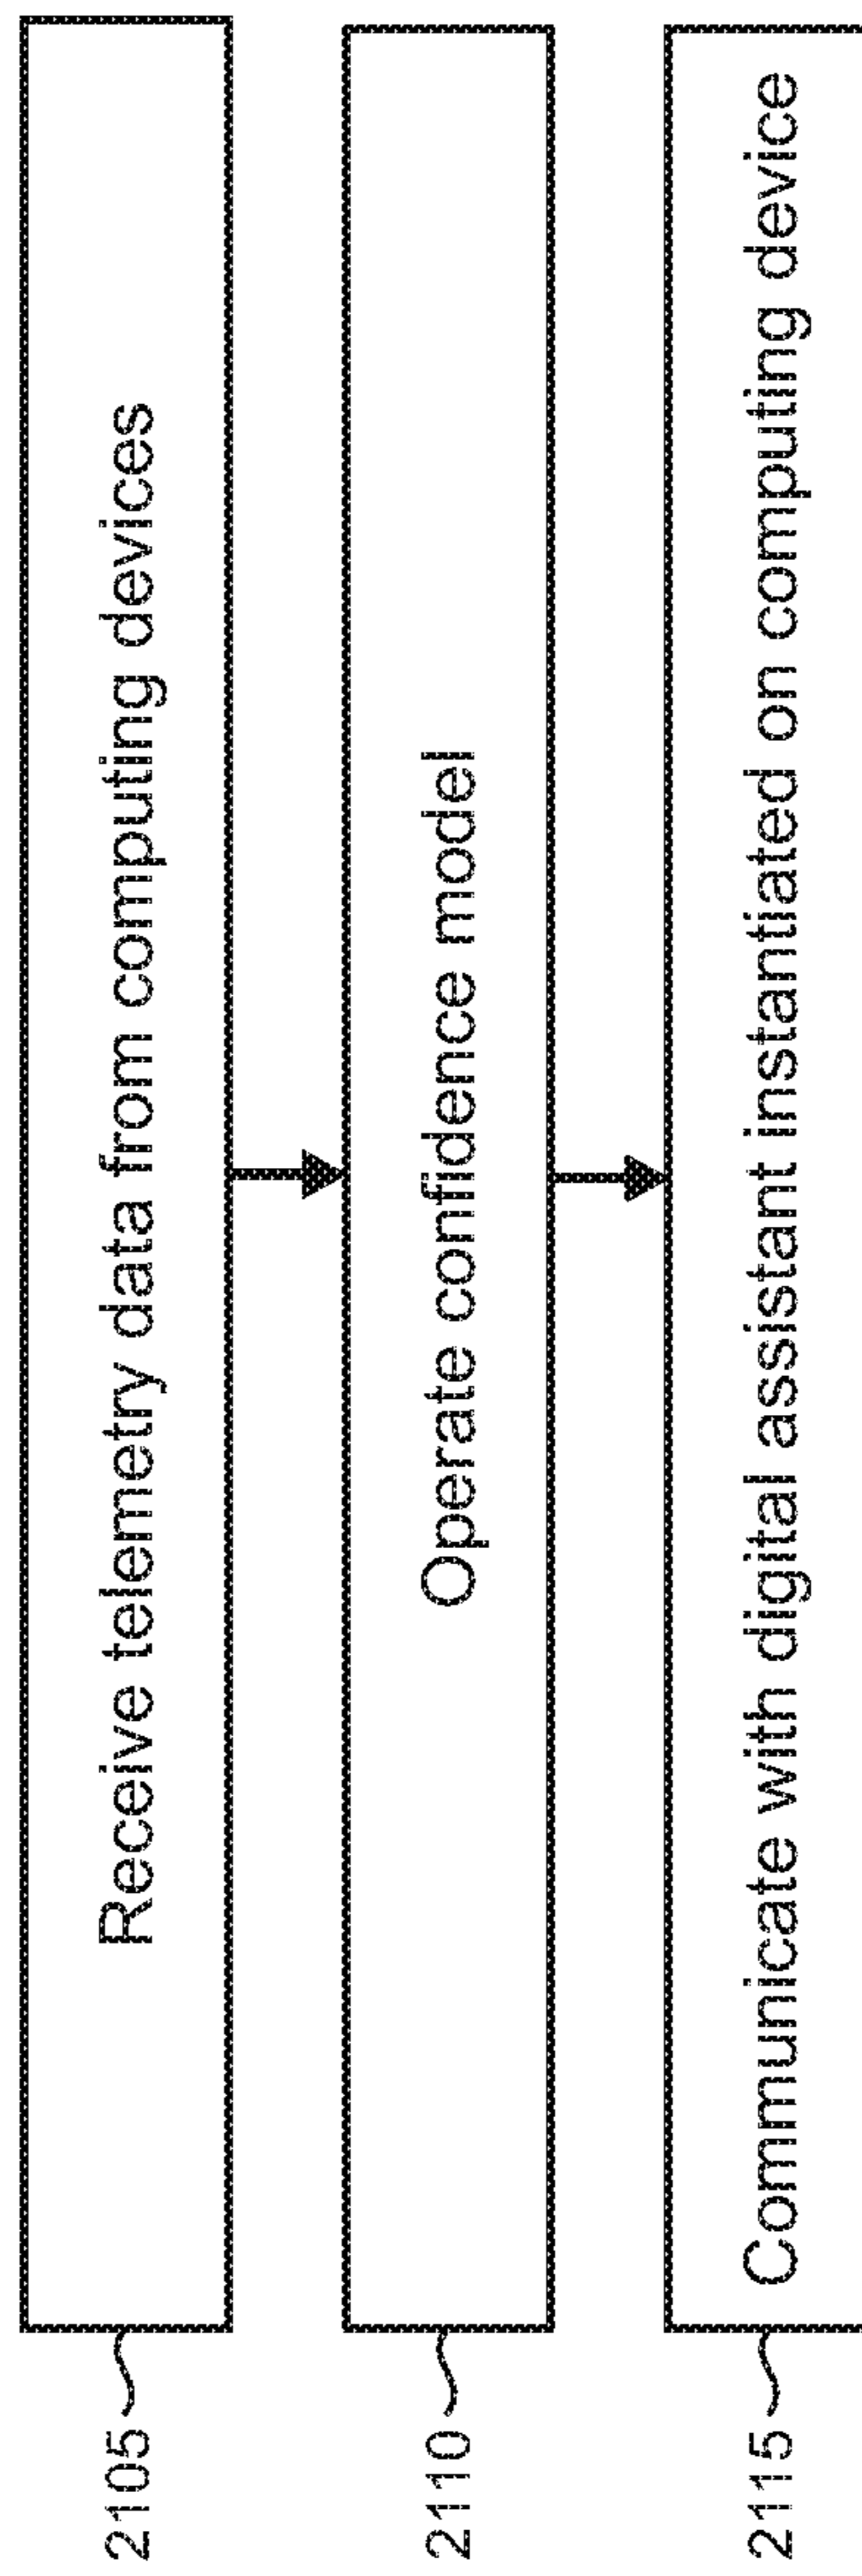 2105
Receive telemetry data from computing devices
2110
Operate confidence model
2115
Communicate with digital assistant instantiated on computing device